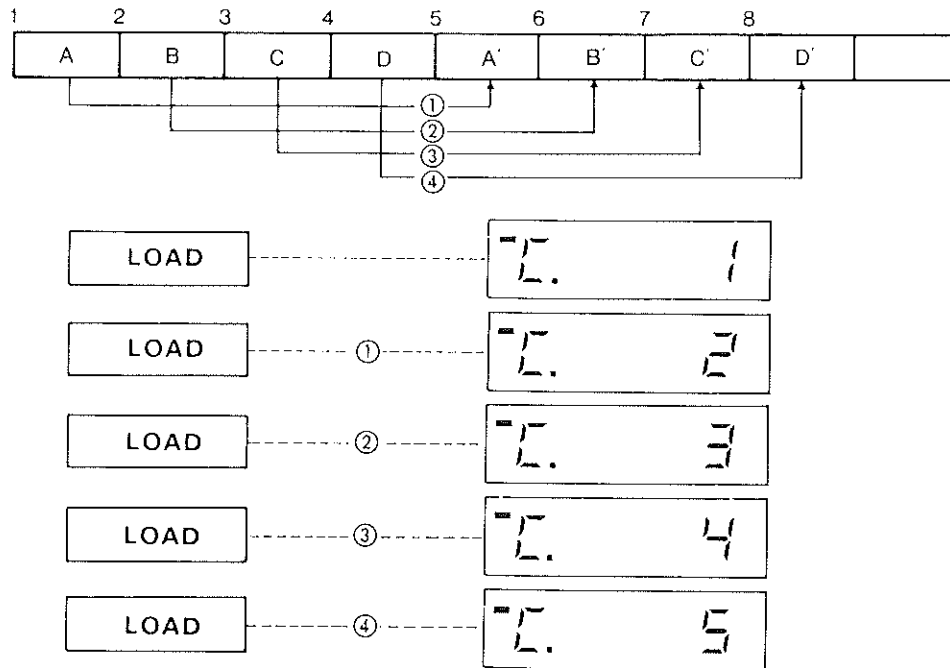 1 2 3 4 5 6 7 8
A B C D A' B' C' D'
①
②
③
④
LOAD -C. 1
LOAD ① -C. 2
LOAD ② -C. 3
LOAD ③ -C. 4
LOAD ④ -C. 5